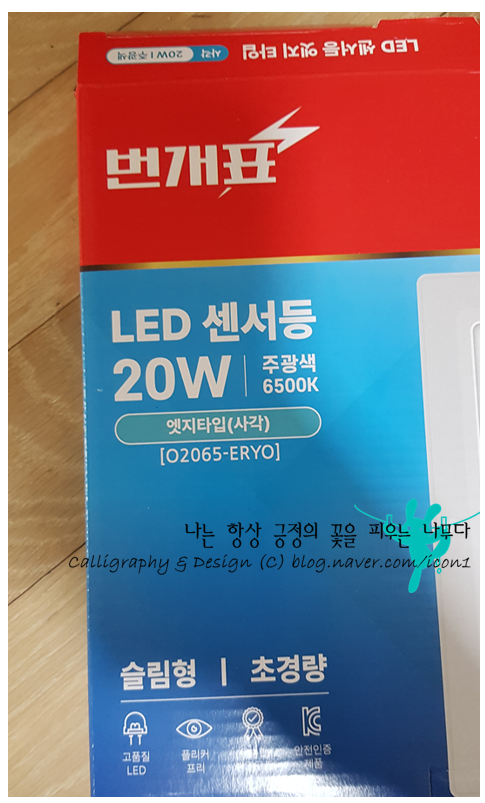 LED 센서등 엣지 타입
사각
20W I 주광색
번개표
LED 센서등
20W
주광색
6500K
엣지타입(사각)
[O2065-ERYO]
나는 항상 긍정의 꽃을 피우는 나무다
Calligraphy & Design (C) blog.naver.com/icon1
슬림형 | 초경량
고품질
LED
플리커
프리
안전인증
제품